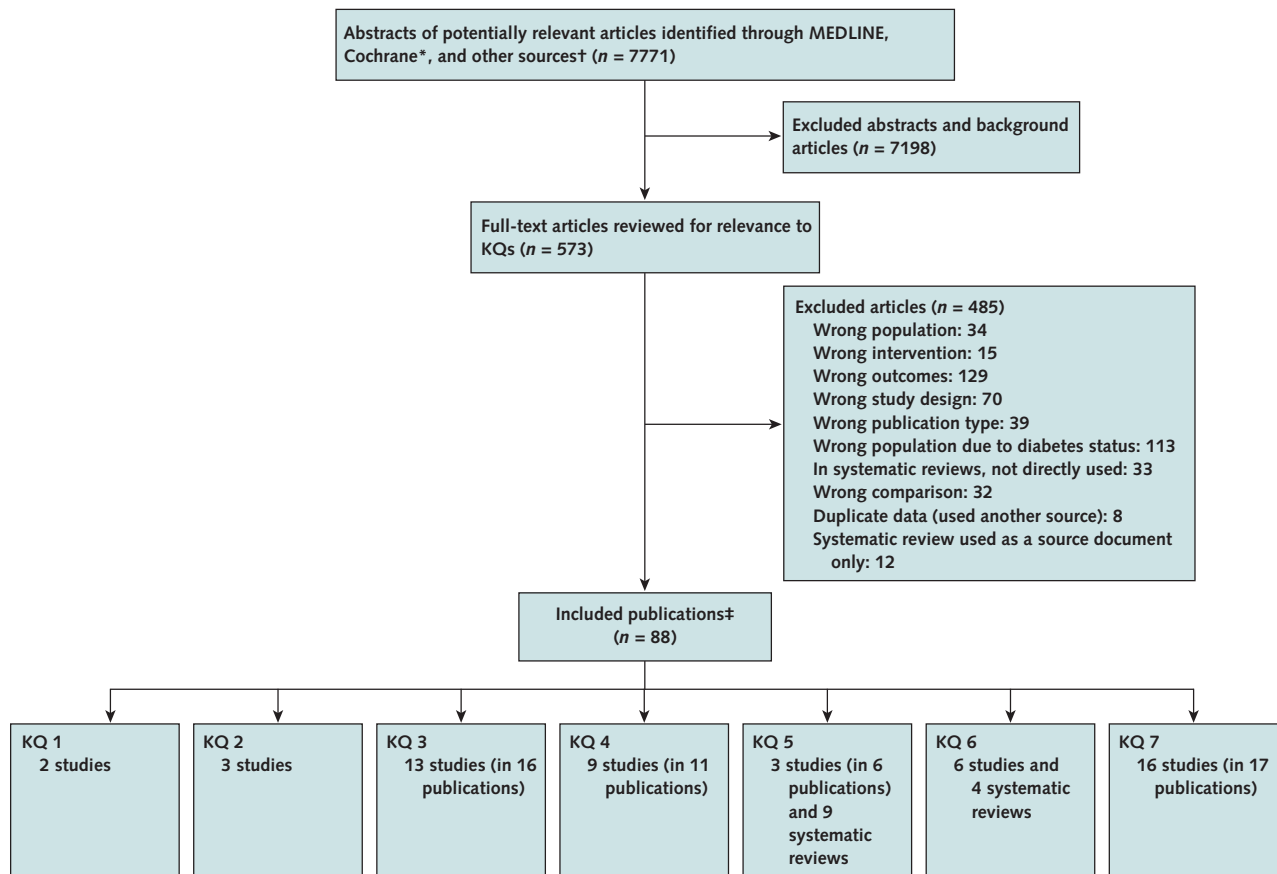 Abstracts of potentially relevant articles identified through MEDLINE,
Cochrane*, and other sources† (n = 7771)
Excluded abstracts and background
articles (n = 7198)
Full-text articles reviewed for relevance to
KQs (n = 573)
Excluded articles (n = 485)
Wrong population: 34
Wrong intervention: 15
Wrong outcomes: 129
Wrong study design: 70
Wrong publication type: 39
Wrong population due to diabetes status: 113
In systematic reviews, not directly used: 33
Wrong comparison: 32
Duplicate data (used another source): 8
Systematic review used as a source document
only: 12
Included publications‡
(n = 88)
KQ 1
2 studies
KQ 2
3 studies
KQ 3
13 studies (in 16
publications)
KQ 4
9 studies (in 11
publications)
KQ 5
3 studies (in 6
publications)
and 9
systematic
reviews
KQ 6
6 studies and
4 systematic
reviews
KQ 7
16 studies (in 17
publications)